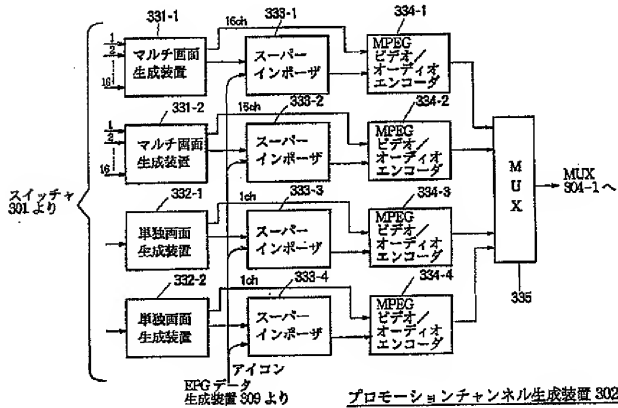 331-1
16ch
333-1
334-1
1
2
16
マルチ画面
生成装置
スーパー
インポーザ
MPEG
ビデオ/
オーディオ
エンコーダ
331-2
16ch
333-2
334-2
1
2
16
マルチ画面
生成装置
スーパー
インポーザ
MPEG
ビデオ/
オーディオ
エンコーダ
スイッチャ
301 より
332-1
1ch
333-3
334-3
単独画面
生成装置
スーパー
インポーザ
MPEG
ビデオ/
オーディオ
エンコーダ
332-2
1ch
333-4
334-4
単独画面
生成装置
スーパー
インポーザ
MPEG
ビデオ/
オーディオ
エンコーダ
MUX
335
MUX
304-1 へ
アイコン
EPG データ
生成装置309 より
プロモーションチャンネル生成装置 302